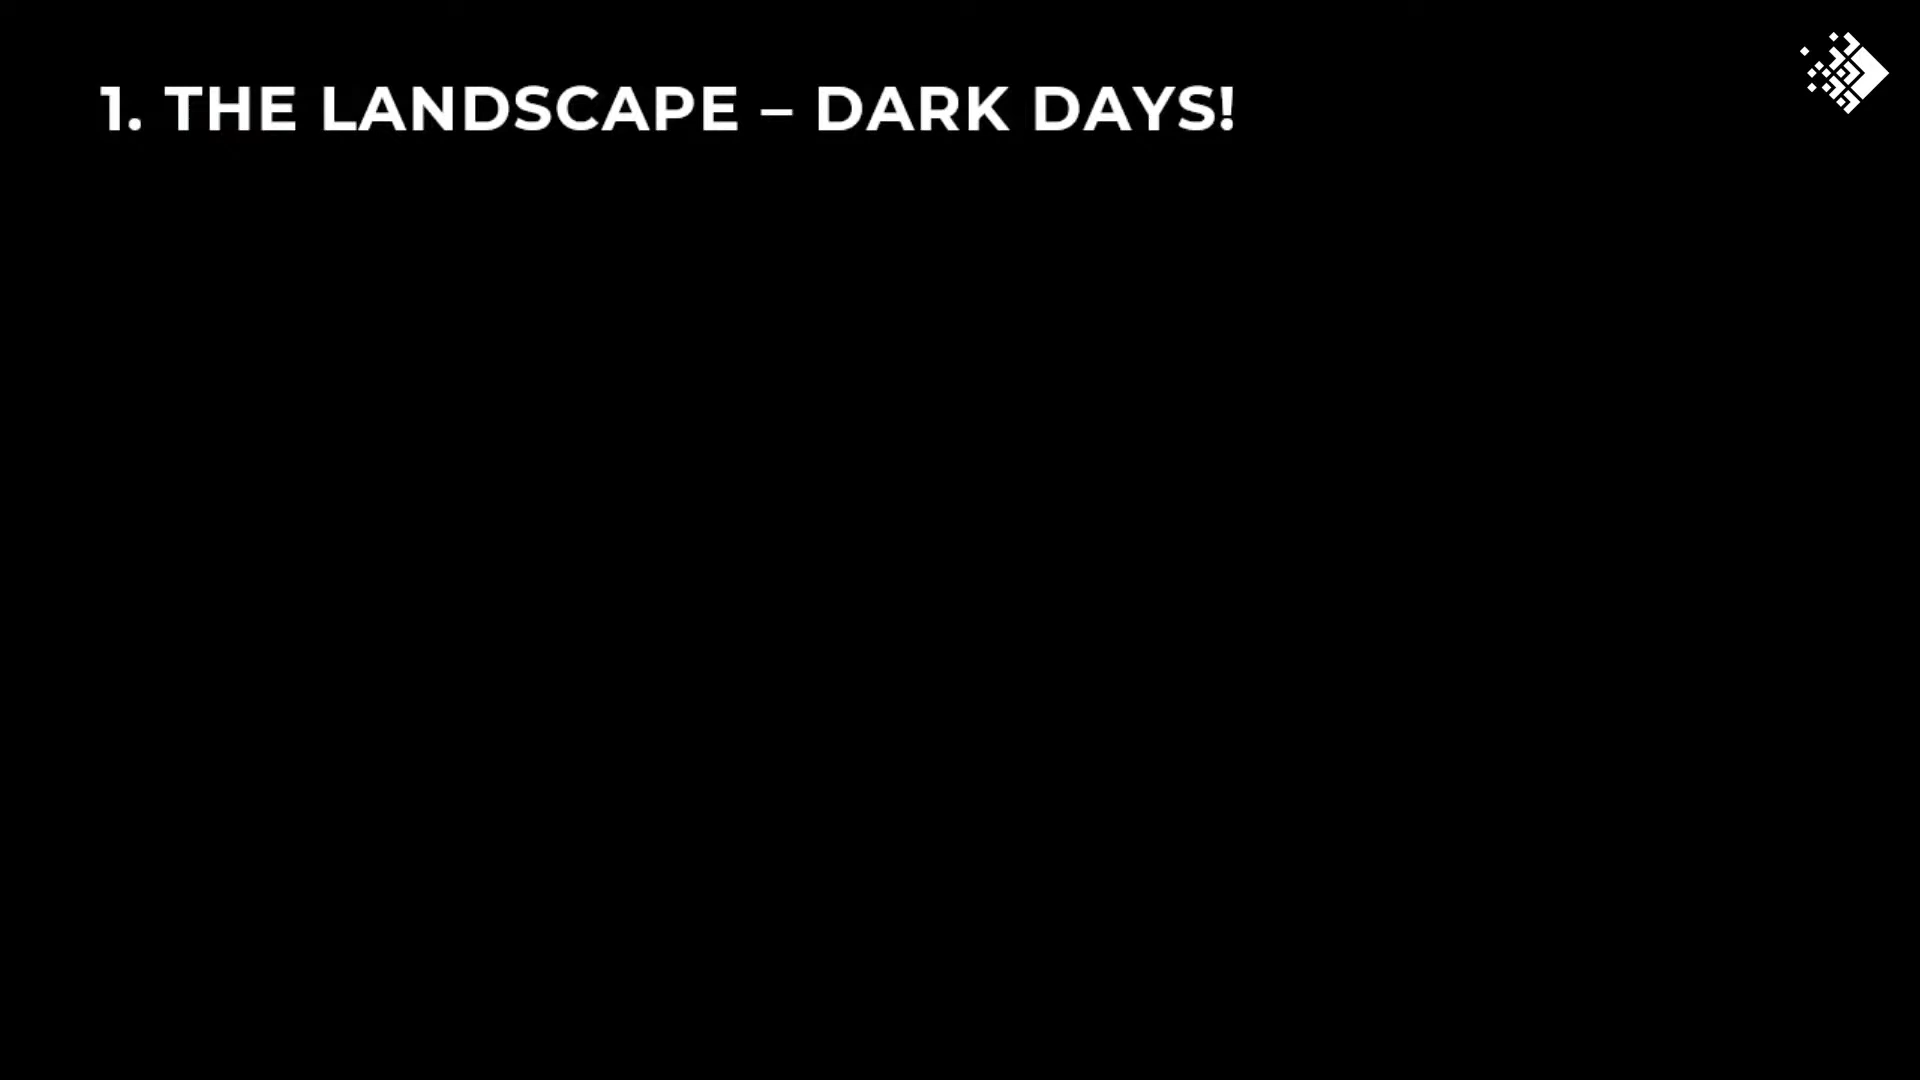 1. THE LANDSCAPE – DARK DAYS!